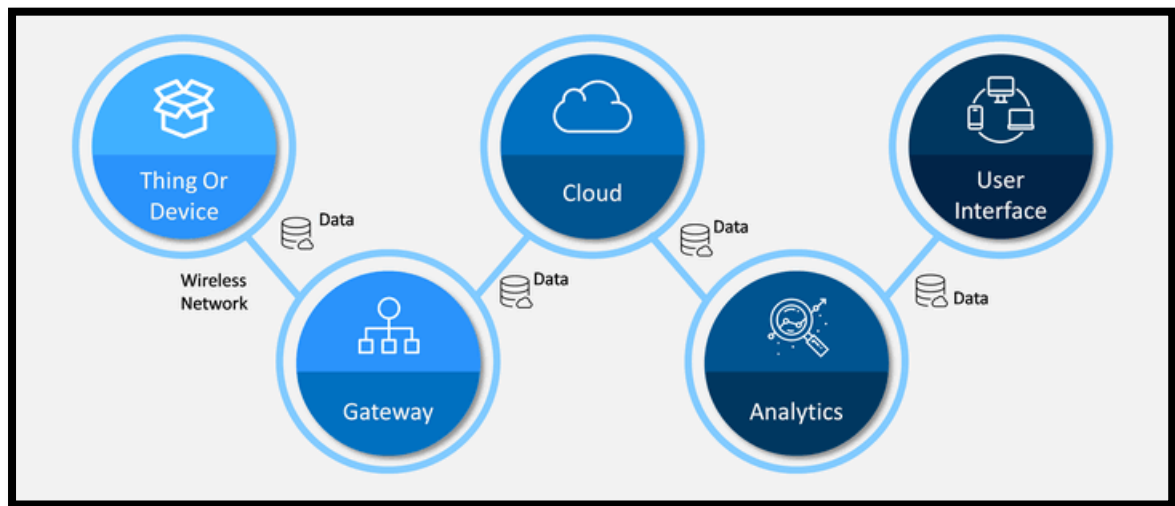 Thing Or
Device
Data
Wireless
Network
Gateway
Data
Cloud
Data
Analytics
Data
User
Interface